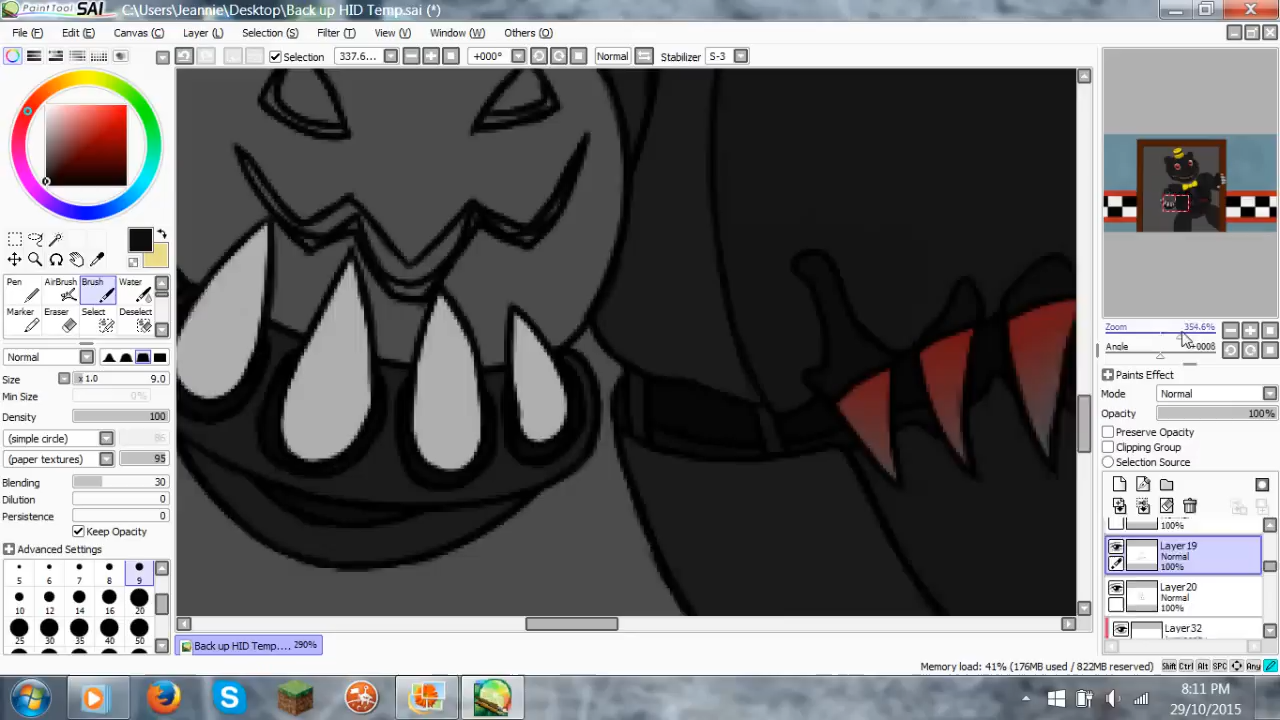 PaintTool SAI C:\Users\Jeannie\Desktop\Back up HID Temp.sai (*)
File (F) Edit (E) Canvas (C) Layer (L) Selection (S) Filter (T) View (V) Window (W) Others (O)
Selection 337.6... +000° Normal Stabilizer S-3
Pen AirBrush Brush Water
Marker Eraser Select Deselect
Normal
Size x 1.0 9.0
Min Size 0%
Density 100
(simple circle)
(paper textures) 95
Blending 30
Dilution 0
Persistence 0
Keep Opacity
Advanced Settings
5 6 7 8 9
10 12 14 16 20
25 30 35 40 50
Zoom 354.6%
Angle
Paints Effect
Mode Normal
Opacity 100%
Preserve Opacity
Clipping Group
Selection Source
100%
Layer19
Normal
100%
Layer20
Normal
100%
Layer32
Back up HID Temp.... 290%
Memory load: 41% (176MB used / 822MB reserved) Shift Ctrl Alt SPC Any
8:11 PM
29/10/2015